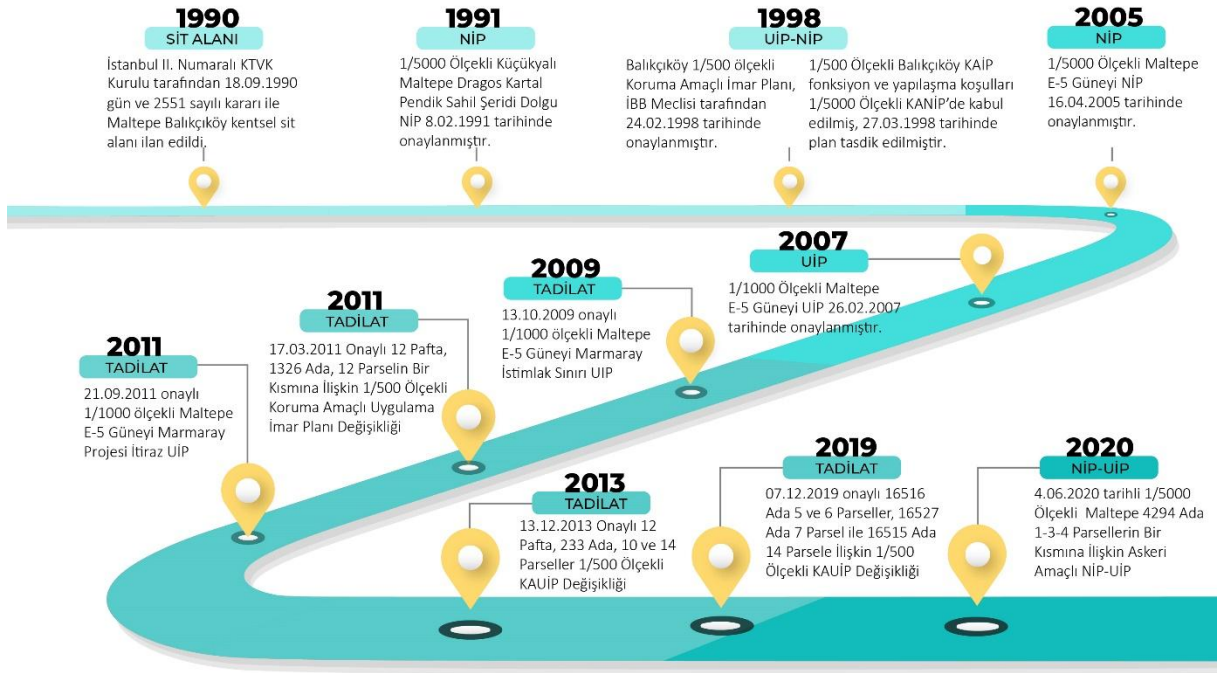 1990
SİT ALANI
İstanbul II. Numaralı KTVK
Kurulu tarafından 18.09.1990
gün ve 2551 sayılı kararı ile
Maltepe Balıkçıköy kentsel sit
alanı ilan edildi.
1991
NİP
1/5000 Ölçekli Küçükyalı
Maltepe Dragos Kartal
Pendik Sahil Şeridi Dolgu
NİP 8.02.1991 tarihinde
onaylanmıştır.
1998
UİP-NİP
Balıkçıköy 1/500 ölçekli
Koruma Amaçlı İmar Planı,
İBB Meclisi tarafından
24.02.1998 tarihinde
onaylanmıştır.
1/500 Ölçekli Balıkçıköy KAİP
fonksiyon ve yapılaşma koşulları
1/5000 Ölçekli KANİP’de kabul
edilmiş, 27.03.1998 tarihinde
plan tasdik edilmiştir.
2005
NİP
1/5000 Ölçekli Maltepe
E-5 Güneyi NİP
16.04.2005 tarihinde
onaylanmıştır.
2007
UİP
1/1000 Ölçekli Maltepe
E-5 Güneyi UİP 26.02.2007
tarihinde onaylanmıştır.
2009
TADİLAT
13.10.2009 onaylı
1/1000 ölçekli Maltepe
E-5 Güneyi Marmaray
İstimlak Sınırı UIP
2011
TADİLAT
17.03.2011 Onaylı 12 Pafta,
1326 Ada, 12 Parselin Bir
Kısmına İlişkin 1/500 Ölçekli
Koruma Amaçlı Uygulama
İmar Planı Değişikliği
2011
TADİLAT
21.09.2011 onaylı
1/1000 ölçekli Maltepe
E-5 Güneyi Marmaray
Projesi İtiraz UİP
2013
TADİLAT
13.12.2013 Onaylı 12
Pafta, 233 Ada, 10 ve 14
Parseller 1/500 Ölçekli
KAUİP Değişikliği
2019
TADİLAT
07.12.2019 onaylı 16516
Ada 5 ve 6 Parseller, 16527
Ada 7 Parsel ile 16515 Ada
14 Parsele İlişkin 1/500
Ölçekli KAUİP Değişikliği
2020
NİP-UİP
4.06.2020 tarihli 1/5000
Ölçekli Maltepe 4294 Ada
1-3-4 Parsellerin Bir
Kısmına İlişkin Askeri
Amaçlı NİP-UİP